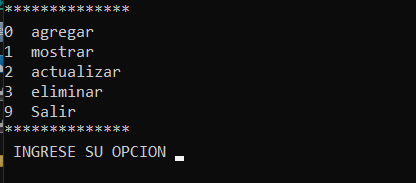 **************
0  agregar
1  mostrar
2  actualizar
3  eliminar
9  Salir
**************
INGRESE SU OPCION